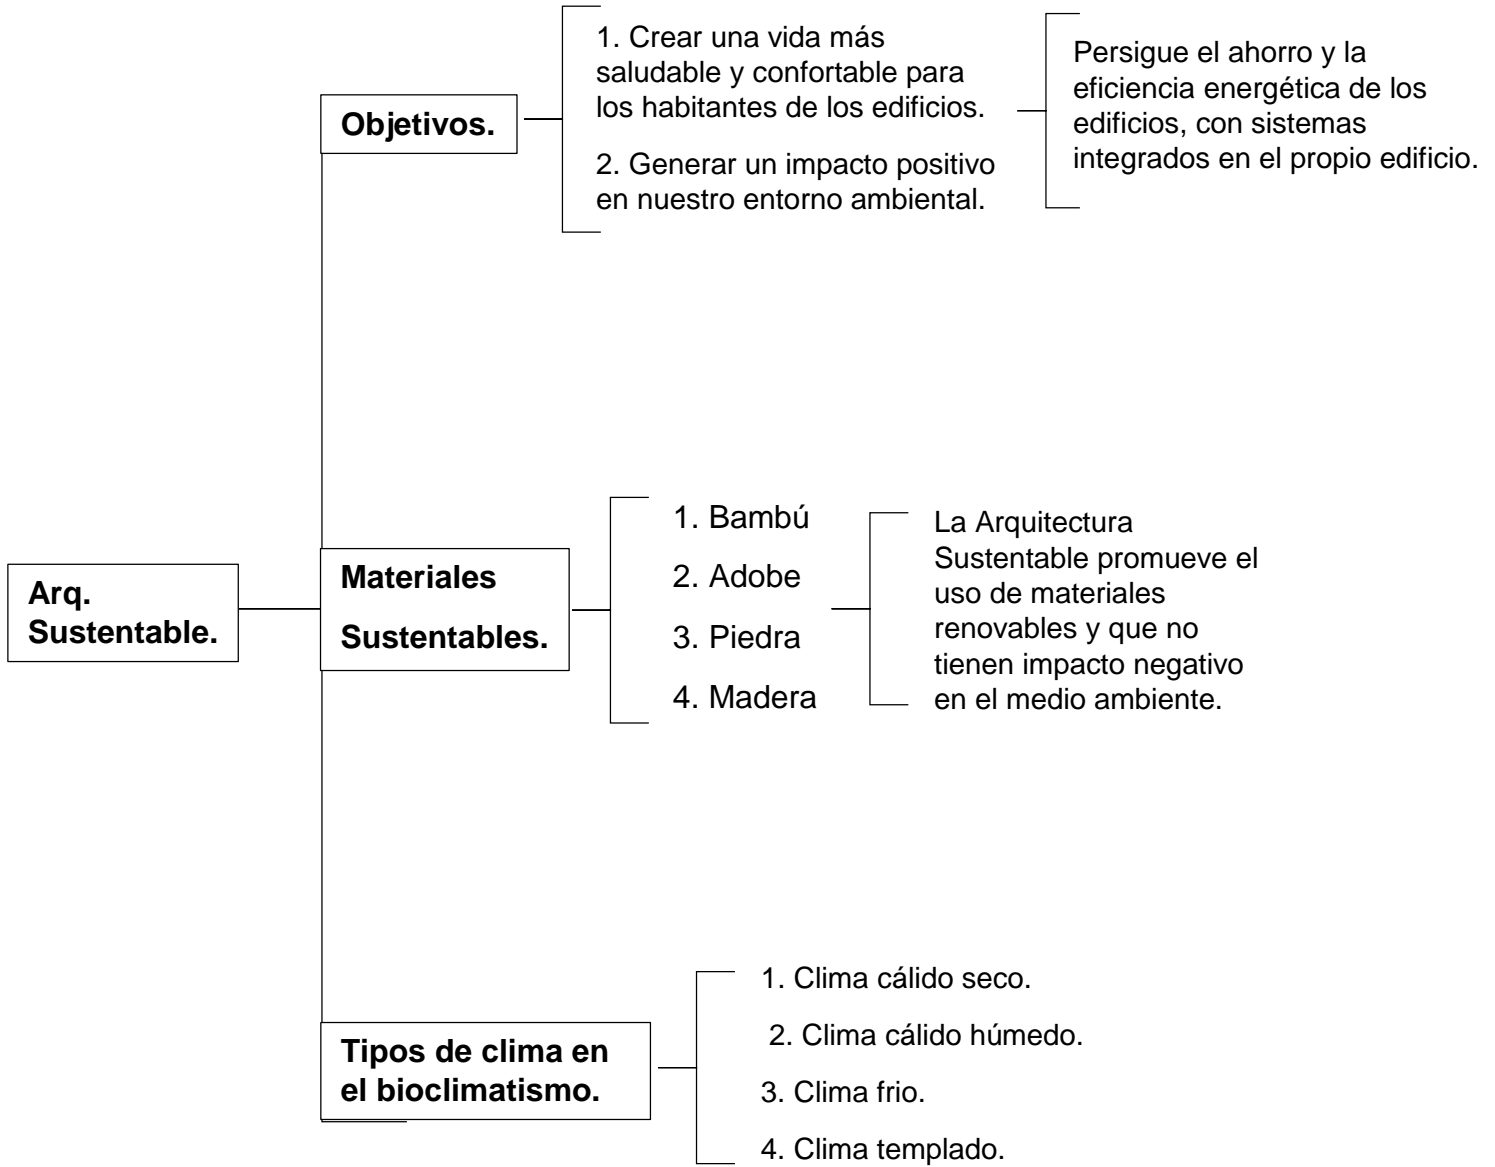 Arq.
Sustentable.
Objetivos.
1. Crear una vida más
saludable y confortable para
los habitantes de los edificios.
2. Generar un impacto positivo
en nuestro entorno ambiental.
Persigue el ahorro y la
eficiencia energética de los
edificios, con sistemas
integrados en el propio edificio.
Materiales
Sustentables.
1. Bambú
2. Adobe
3. Piedra
4. Madera
La Arquitectura
Sustentable promueve el
uso de materiales
renovables y que no
tienen impacto negativo
en el medio ambiente.
Tipos de clima en
el bioclimatismo.
1. Clima cálido seco.
2. Clima cálido húmedo.
3. Clima frio.
4. Clima templado.